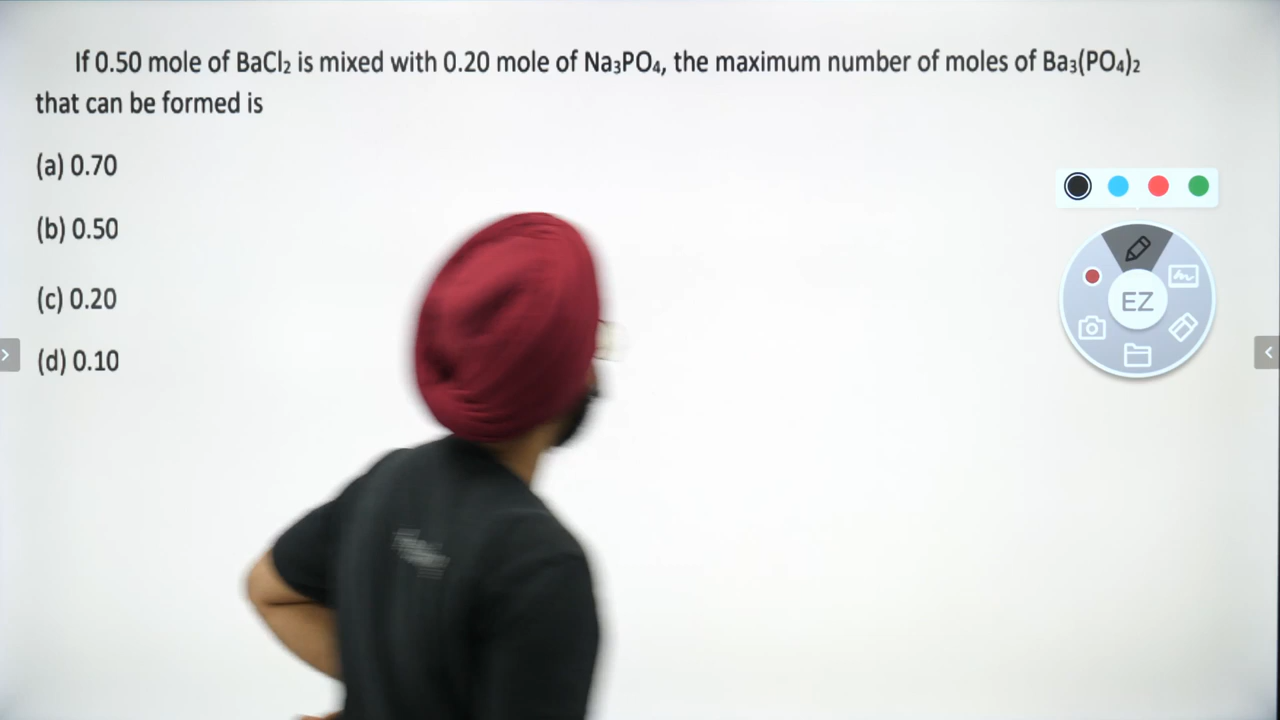 If 0.50 mole of BaCl₂ is mixed with 0.20 mole of Na₃PO₄, the maximum number of moles of Ba₃(PO₄)₂
that can be formed is
(a) 0.70
(b) 0.50
(c) 0.20
(d) 0.10
EZ